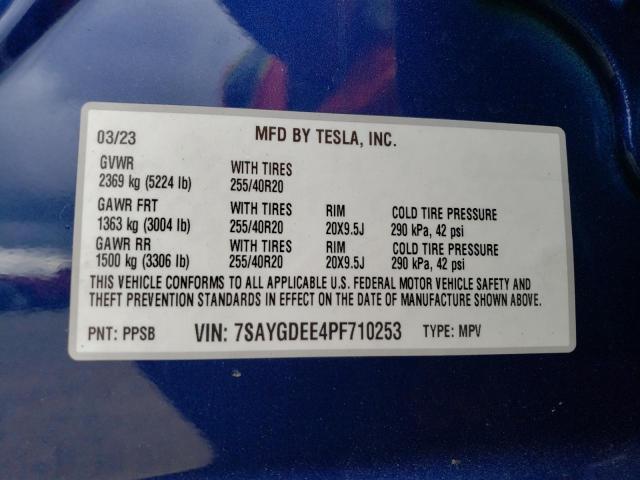 03/23 MFD BY TESLA, INC.
GVWR WITH TIRES
2369 kg (5224 lb) 255/40R20
GAWR FRT WITH TIRES RIM COLD TIRE PRESSURE
1363 kg (3004 lb) 255/40R20 20X9.5J 290 kPa, 42 psi
GAWR RR WITH TIRES RIM COLD TIRE PRESSURE
1500 kg (3306 lb) 255/40R20 20X9.5J 290 kPa, 42 psi
THIS VEHICLE CONFORMS TO ALL APPLICABLE U.S. FEDERAL MOTOR VEHICLE SAFETY AND
THEFT PREVENTION STANDARDS IN EFFECT ON THE DATE OF MANUFACTURE SHOWN ABOVE.
PNT: PPSB VIN: 7SAYGDEE4PF710253 TYPE: MPV